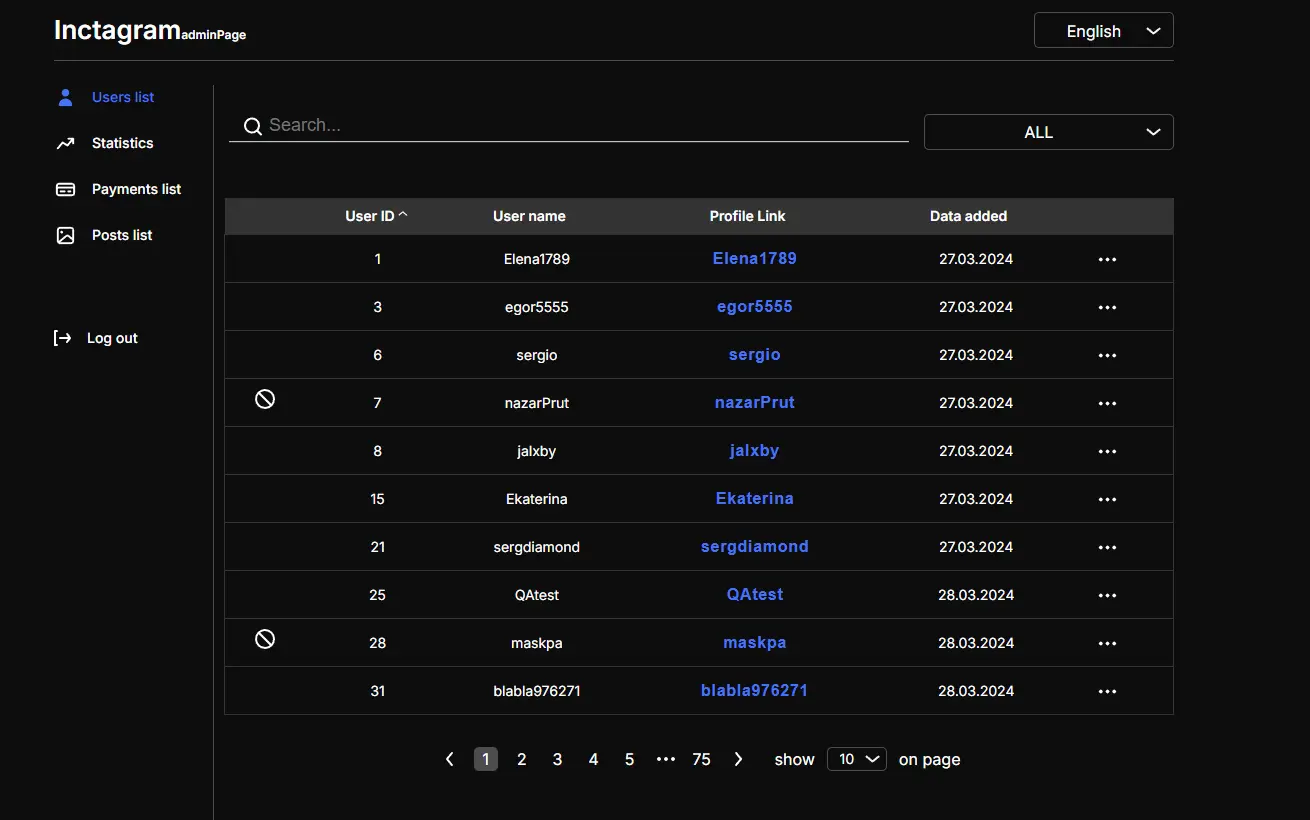 Inctagram adminPage
English
Users list
Statistics
Payments list
Posts list
Log out
Search...
ALL
User ID User name Profile Link Data added
1 Elena1789 Elena1789 27.03.2024
3 egor5555 egor5555 27.03.2024
6 sergio sergio 27.03.2024
7 nazarPrut nazarPrut 27.03.2024
8 jalxby jalxby 27.03.2024
15 Ekaterina Ekaterina 27.03.2024
21 sergdiamond sergdiamond 27.03.2024
25 QAtest QAtest 28.03.2024
28 maskpa maskpa 28.03.2024
31 blabla976271 blabla976271 28.03.2024
1 2 3 4 5 ... 75 show 10 on page